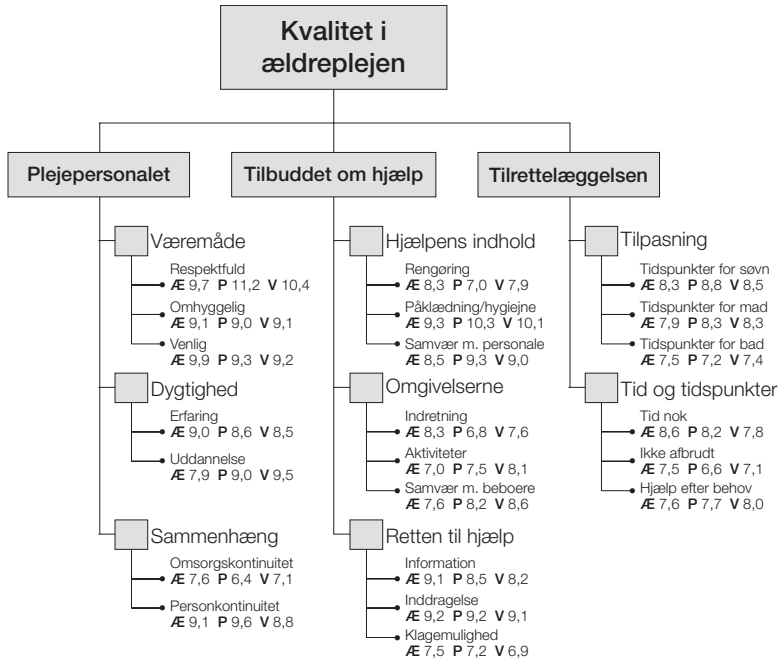 Kvalitet i
ældreplejen
Plejepersonalet
Væremåde
Respektfuld
Æ 9,7 P 11,2 V 10,4
Omhyggelig
Æ 9,1 P 9,0 V 9,1
Venlig
Æ 9,9 P 9,3 V 9,2
Dygtighed
Erfaring
Æ 9,0 P 8,6 V 8,5
Uddannelse
Æ 7,9 P 9,0 V 9,5
Sammenhæng
Omsorgskontinuitet
Æ 7,6 P 6,4 V 7,1
Personkontinuitet
Æ 9,1 P 9,6 V 8,8
Tilbuddet om hjælp
Hjælpens indhold
Rengøring
Æ 8,3 P 7,0 V 7,9
Påklædning/hygiejne
Æ 9,3 P 10,3 V 10,1
Samvær m. personale
Æ 8,5 P 9,3 V 9,0
Omgivelserne
Indretning
Æ 8,3 P 6,8 V 7,6
Aktiviteter
Æ 7,0 P 7,5 V 8,1
Samvær m. beboere
Æ 7,6 P 8,2 V 8,6
Retten til hjælp
Information
Æ 9,1 P 8,5 V 8,2
Inddragelse
Æ 9,2 P 9,2 V 9,1
Klagemulighed
Æ 7,5 P 7,2 V 6,9
Tilrettelæggelsen
Tilpasning
Tidspunkter for søvn
Æ 8,3 P 8,8 V 8,5
Tidspunkter for mad
Æ 7,9 P 8,3 V 8,3
Tidspunkter for bad
Æ 7,5 P 7,2 V 7,4
Tid og tidspunkter
Tid nok
Æ 8,6 P 8,2 V 7,8
Ikke afbrudt
Æ 7,5 P 6,6 V 7,1
Hjælp efter behov
Æ 7,6 P 7,7 V 8,0